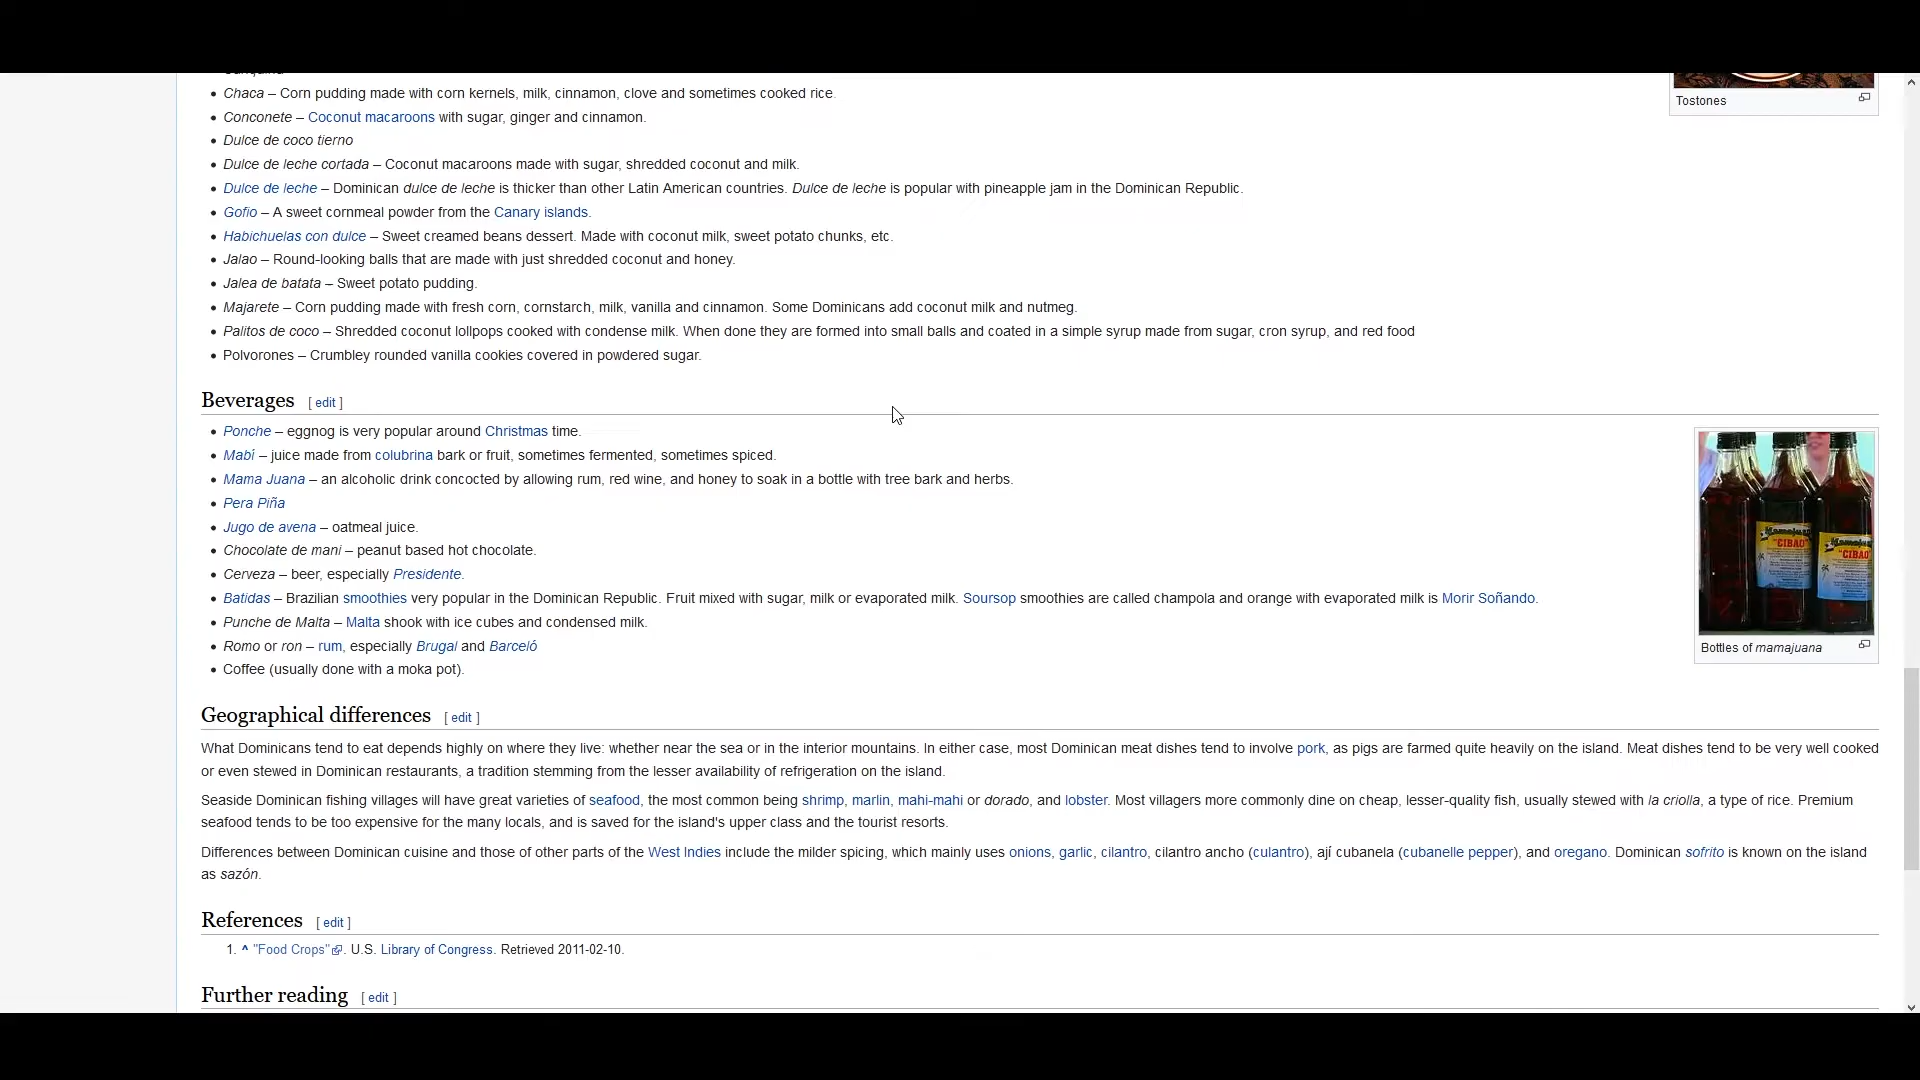 Tostones
Chaca – Corn pudding made with corn kernels, milk, cinnamon, clove and sometimes cooked rice.
Conconete – Coconut macaroons with sugar, ginger and cinnamon.
Dulce de coco tierno
Dulce de leche cortada – Coconut macaroons made with sugar, shredded coconut and milk.
Dulce de leche – Dominican dulce de leche is thicker than other Latin American countries. Dulce de leche is popular with pineapple jam in the Dominican Republic.
Gofio – A sweet cornmeal powder from the Canary islands.
Habichuelas con dulce – Sweet creamed beans dessert. Made with coconut milk, sweet potato chunks, etc.
Jalao – Round-looking balls that are made with just shredded coconut and honey.
Jalea de batata – Sweet potato pudding.
Majarete – Corn pudding made with fresh corn, cornstarch, milk, vanilla and cinnamon. Some Dominicans add coconut milk and nutmeg.
Palitos de coco – Shredded coconut lollpops cooked with condense milk. When done they are formed into small balls and coated in a simple syrup made from sugar, cron syrup, and red food
Polvorones – Crumbley rounded vanilla cookies covered in powdered sugar.
Beverages [ edit ]
Ponche – eggnog is very popular around Christmas time.
Mabí – juice made from colubrina bark or fruit, sometimes fermented, sometimes spiced.
Mama Juana – an alcoholic drink concocted by allowing rum, red wine, and honey to soak in a bottle with tree bark and herbs.
Pera Piña
Jugo de avena – oatmeal juice.
Chocolate de mani – peanut based hot chocolate.
Cerveza – beer, especially Presidente.
Batidas – Brazilian smoothies very popular in the Dominican Republic. Fruit mixed with sugar, milk or evaporated milk. Soursop smoothies are called champola and orange with evaporated milk is Morir Soñando.
Punche de Malta – Malta shook with ice cubes and condensed milk.
Romo or ron – rum, especially Brugal and Barceló
Coffee (usually done with a moka pot).
"CIBAO"
"CIBAO
Bottles of mamajuana
Geographical differences [ edit ]
What Dominicans tend to eat depends highly on where they live: whether near the sea or in the interior mountains. In either case, most Dominican meat dishes tend to involve pork, as pigs are farmed quite heavily on the island. Meat dishes tend to be very well cooked
or even stewed in Dominican restaurants, a tradition stemming from the lesser availability of refrigeration on the island.
Seaside Dominican fishing villages will have great varieties of seafood, the most common being shrimp, marlin, mahi-mahi or dorado, and lobster. Most villagers more commonly dine on cheap, lesser-quality fish, usually stewed with la criolla, a type of rice. Premium
seafood tends to be too expensive for the many locals, and is saved for the island's upper class and the tourist resorts.
Differences between Dominican cuisine and those of other parts of the West Indies include the milder spicing, which mainly uses onions, garlic, cilantro, cilantro ancho (culantro), ají cubanela (cubanelle pepper), and oregano. Dominican sofrito is known on the island
as sazón.
References [ edit ]
1. ^ "Food Crops". U.S. Library of Congress. Retrieved 2011-02-10.
Further reading [ edit ]